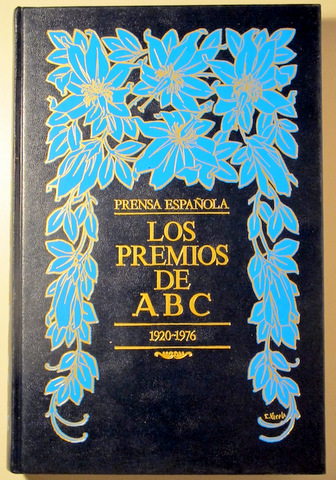 PRENSA ESPAÑOLA
LOS
PREMIOS
DE
ABC
1920-1976